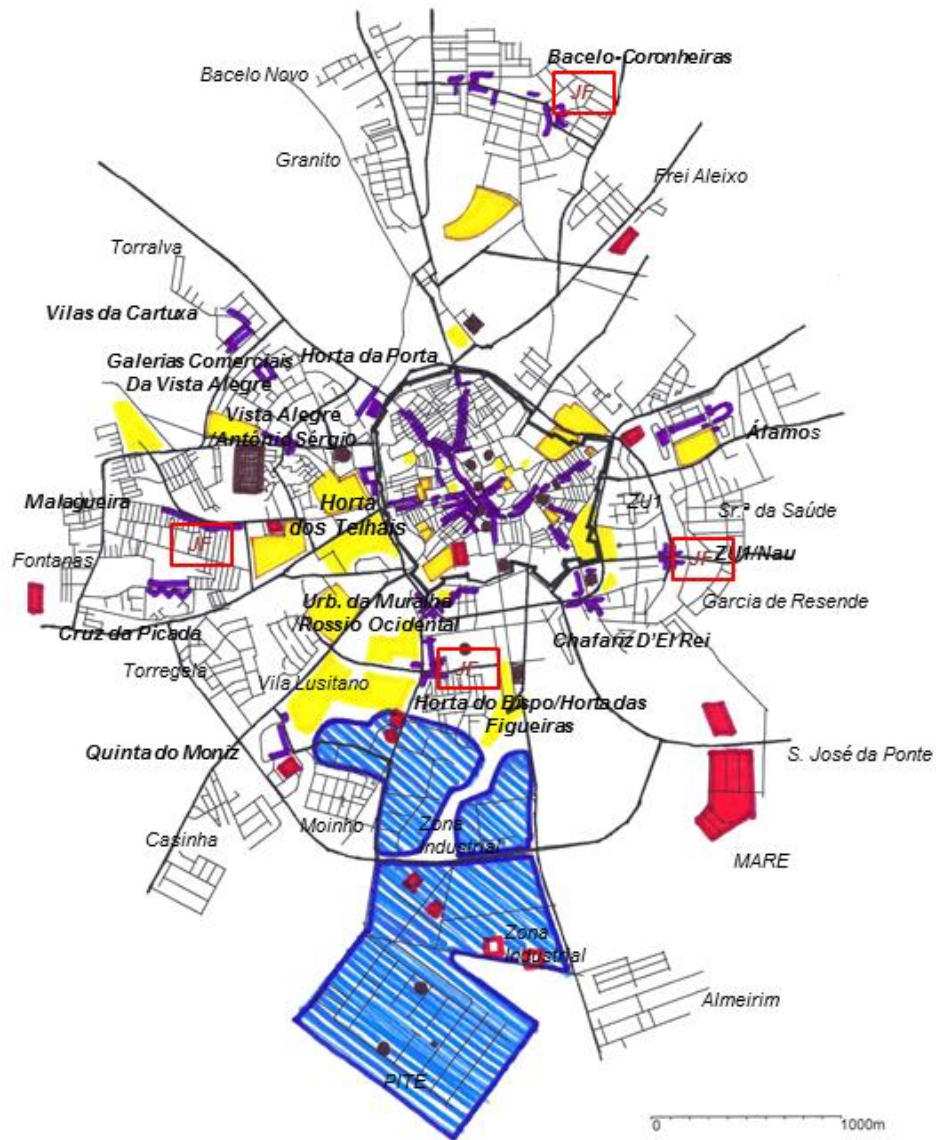 Bacelo-Coronheiras
Bacelo Novo
JF
Granito
Frei Aleixo
Torralva
Vilas da Cartuxa
Galerias Comerciais
Da Vista Alegre
Horta da Porta
Vista Alegre
/António Sérgio
Álamos
Malagueira
Horta
dos Telhais
ZU1
Sr.ª da Saúde
JF
Fontanas
ZU1/Nau
JF
Urb. da Muralha
Rossio Ocidental
Garcia de Resende
Cruz da Picada
Chafariz D'El Rei
Torregela
Vila Lusitano
JF
Horta do Bispo/Horta das
Figueiras
Quinta do Moniz
S. José da Ponte
Moinho
Zona
Industrial
Casinha
MARE
Zona
Industrial
Almeirim
PITE
0 1000m